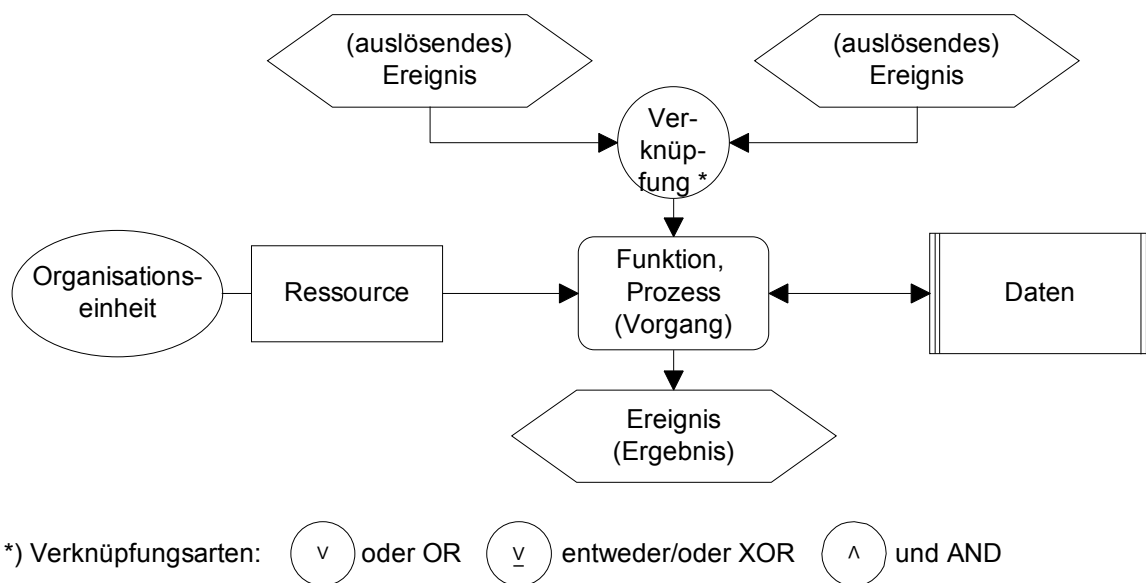 (auslösendes)
Ereignis
(auslösendes)
Ereignis
Ver-
knüp-
fung *
Organisations-
einheit
Ressource
Funktion,
Prozess
(Vorgang)
Daten
Ereignis
(Ergebnis)
*) Verknüpfungsarten: v oder OR v̲ entweder/oder XOR ʌ und AND